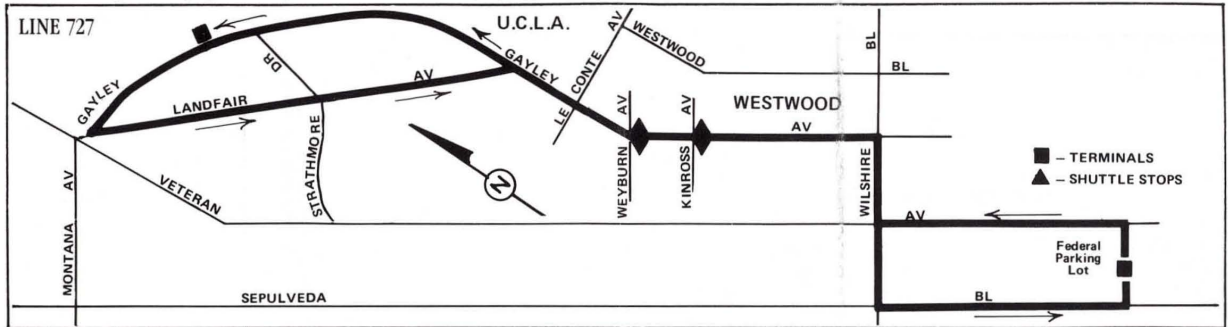 LINE 727
U.C.L.A.
GAYLEY
DR
GAYLEY
LANDFAIR
AV
STRATHMORE
LE CONTE AV
WESTWOOD
BL
BL
WESTWOOD
WEYBURN AV
KINROSS AV
AV
WILSHIRE
N
■ – TERMINALS
▲ – SHUTTLE STOPS
MONTANA AV
VETERAN
AV
Federal
Parking
Lot
SEPULVEDA
BL